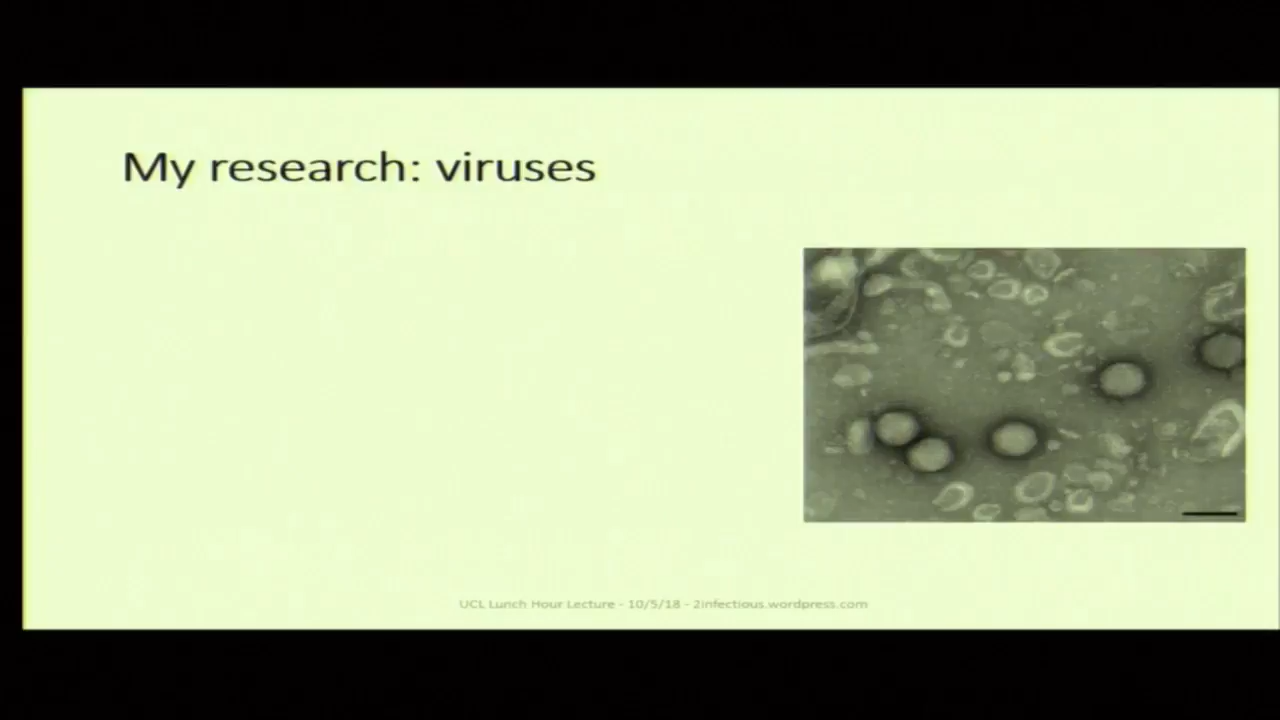 My research: viruses
UCL Lunch Hour Lecture - 10/5/18 - 2infectious.wordpress.com